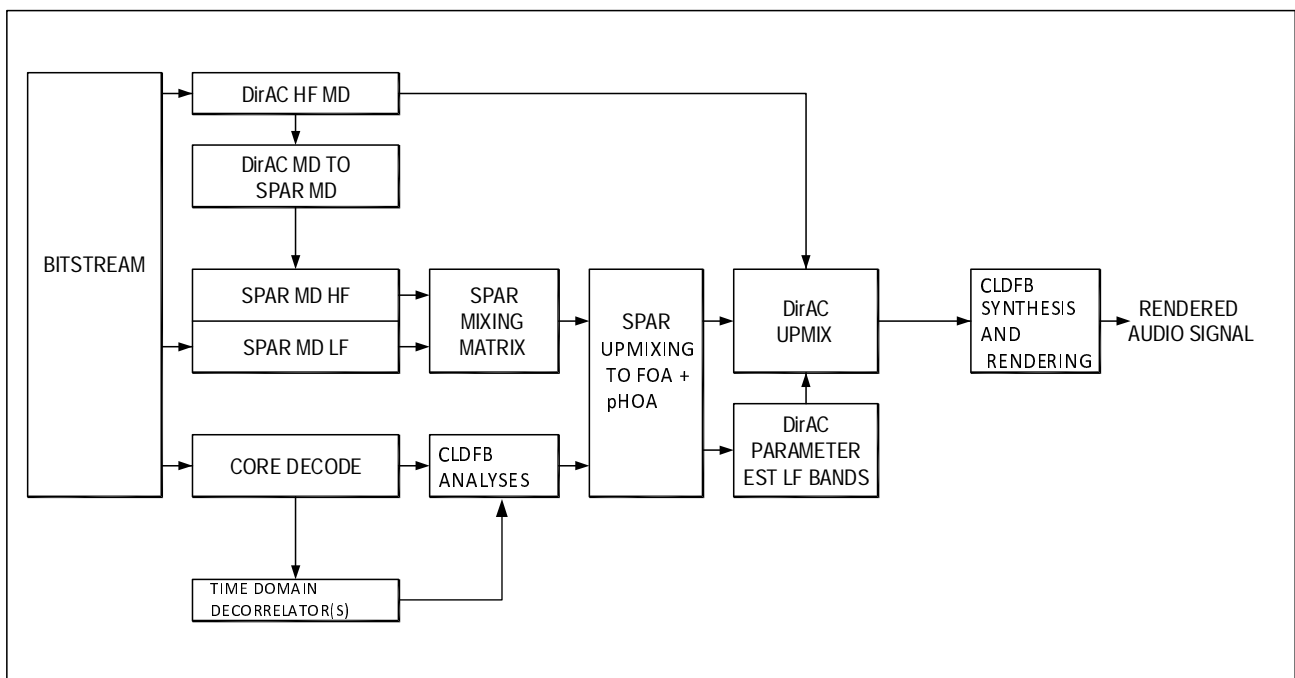 DirAC HF MD
DirAC MD TO
SPAR MD
BITSTREAM
SPAR MD HF
SPAR MD LF
SPAR
MIXING
MATRIX
SPAR
UPMIXING
TO FOA +
pHOA
DirAC
UPMIX
CLDFB
SYNTHESIS
AND
RENDERING
RENDERED
AUDIO SIGNAL
CORE DECODE
CLDFB
ANALYSES
DirAC
PARAMETER
EST LF BANDS
TIME DOMAIN
DECORRELATOR(S)